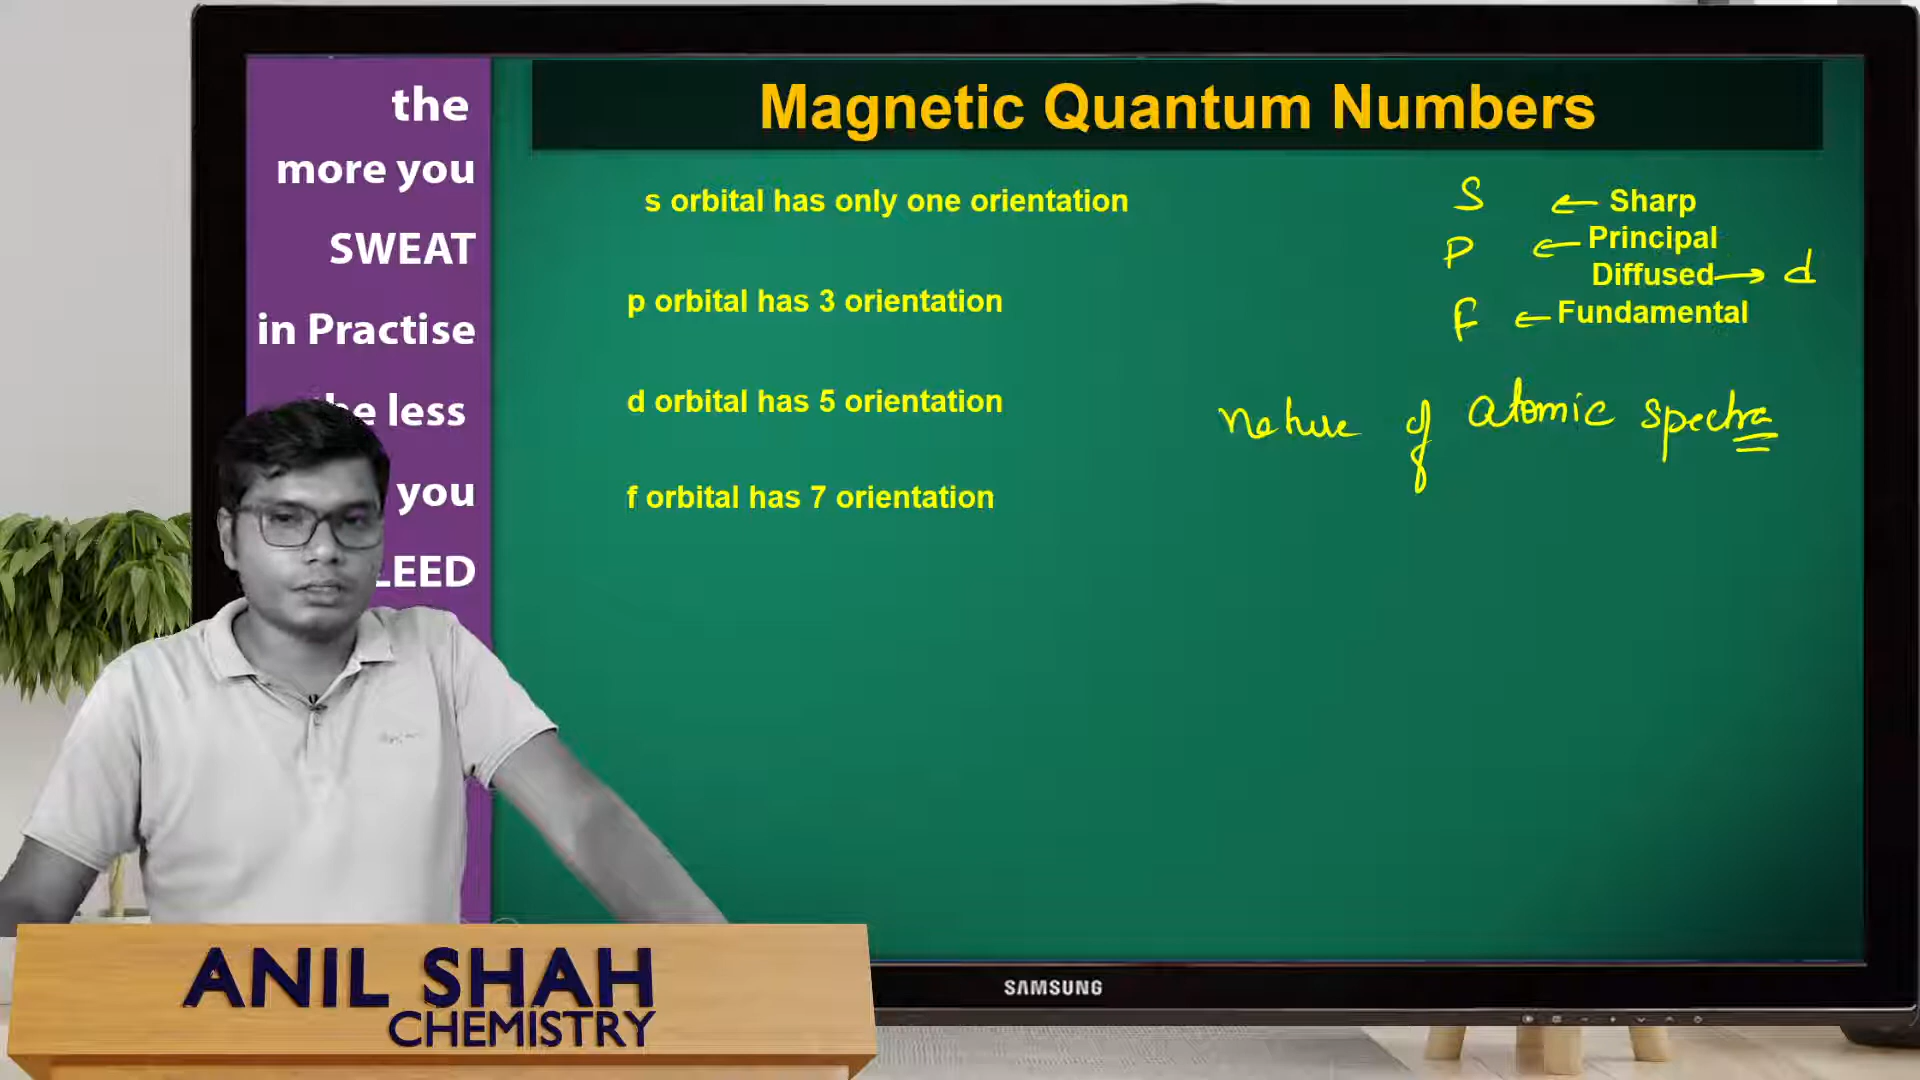 the
more you
SWEAT
in Practise
the less
you
LEED
Magnetic Quantum Numbers
s orbital has only one orientation
p orbital has 3 orientation
d orbital has 5 orientation
f orbital has 7 orientation
S ← Sharp
P ← Principal
Diffused → d
F ← Fundamental
nature of atomic spectra
ANIL SHAH
CHEMISTRY
SAMSUNG